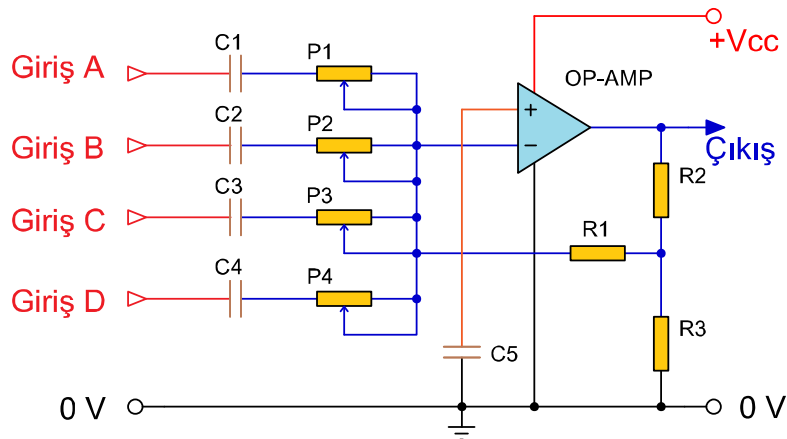 +Vcc
C1
P1
OP-AMP
Giriş A
+
C2
P2
Giriş B
−
Çıkış
C3
P3
R2
Giriş C
R1
C4
P4
Giriş D
R3
C5
0 V
0 V